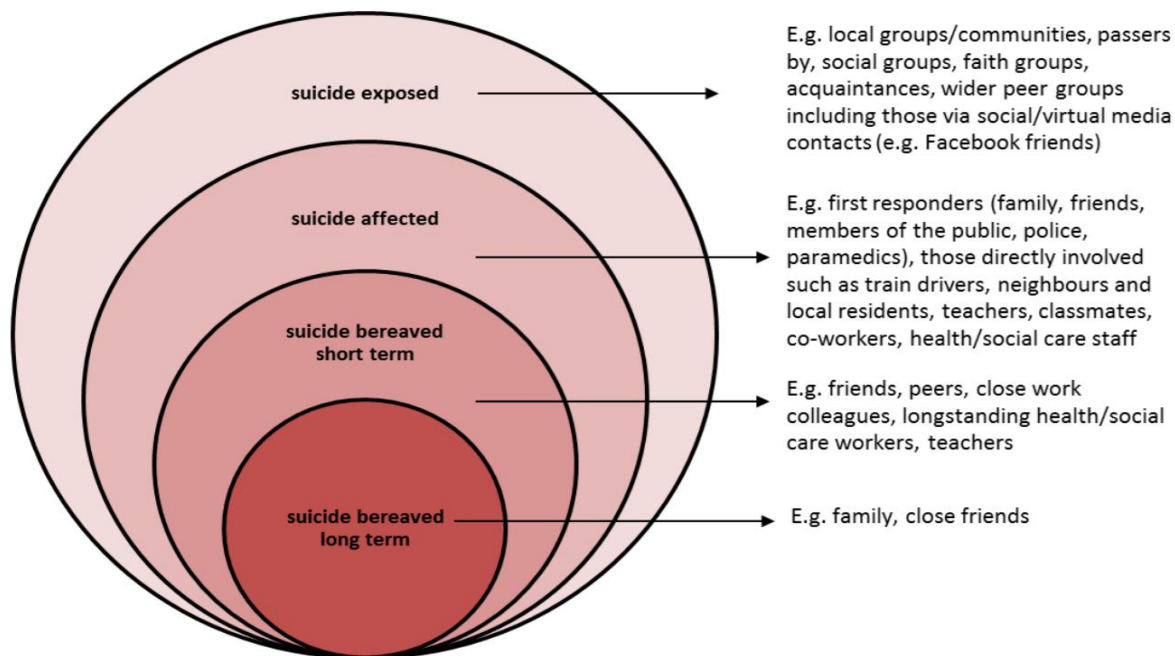 suicide exposed
E.g. local groups/communities, passers
by, social groups, faith groups,
acquaintances, wider peer groups
including those via social/virtual media
contacts (e.g. Facebook friends)
suicide affected
E.g. first responders (family, friends,
members of the public, police,
paramedics), those directly involved
such as train drivers, neighbours and
local residents, teachers, classmates,
co-workers, health/social care staff
suicide bereaved
short term
E.g. friends, peers, close work
colleagues, longstanding health/social
care workers, teachers
suicide bereaved
long term
E.g. family, close friends